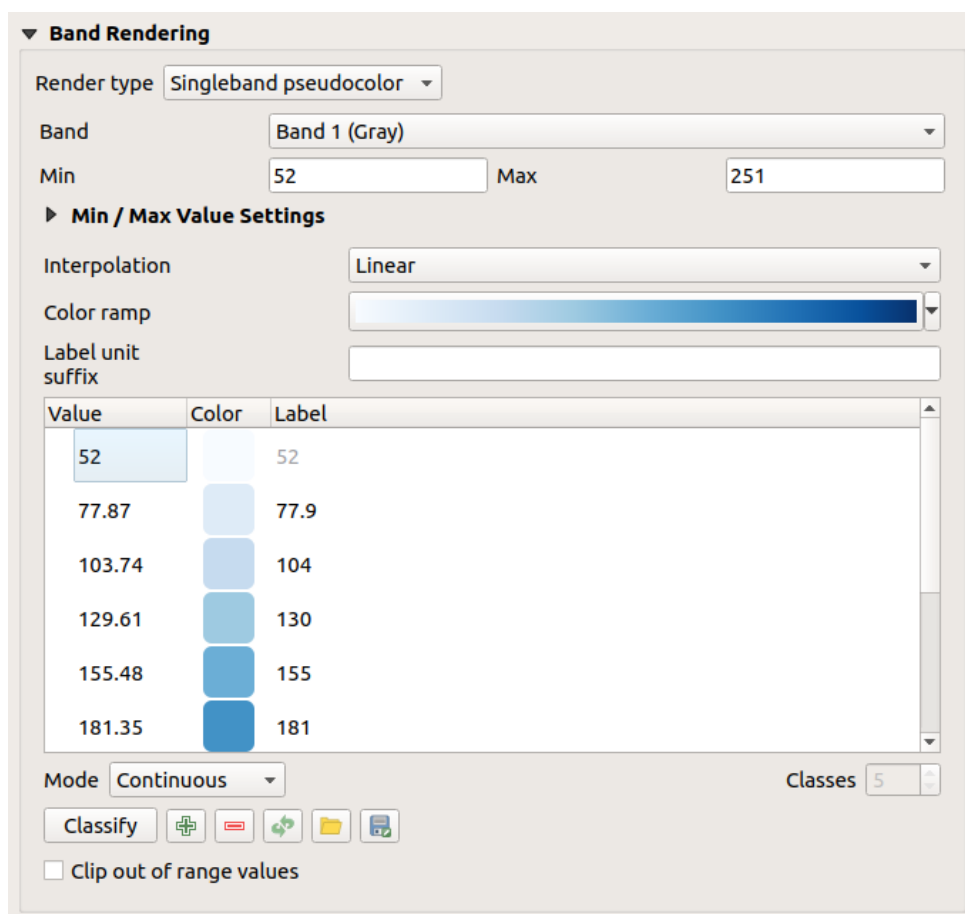 Band Rendering
Render type Singleband pseudocolor
Band Band 1 (Gray)
Min 52 Max 251
Min / Max Value Settings
Interpolation Linear
Color ramp
Label unit
suffix
Value Color Label
52 52
77.87 77.9
103.74 104
129.61 130
155.48 155
181.35 181
Mode Continuous Classes 5
Classify
Clip out of range values